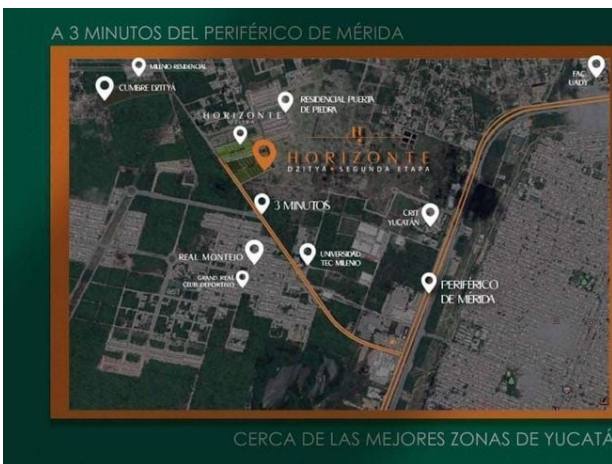 A 3 MINUTOS DEL PERIFÉRICO DE MÉRIDA
MILENIO RESIDENCIAL
CUMBRE DZITYÁ
FAC.
UADY
RESIDENCIAL PUERTA
DE PIEDRA
HORIZONTE
H
HORIZONTE
DZITYÁ • SEGUNDA ETAPA
3 MINUTOS
CRIT
YUCATÁN
REAL MONTEJO
UNIVERSIDAD
TEC MILENIO
GRAND REAL
CLUB DEPORTIVO
PERIFÉRICO
DE MÉRIDA
CERCA DE LAS MEJORES ZONAS DE YUCATÁ